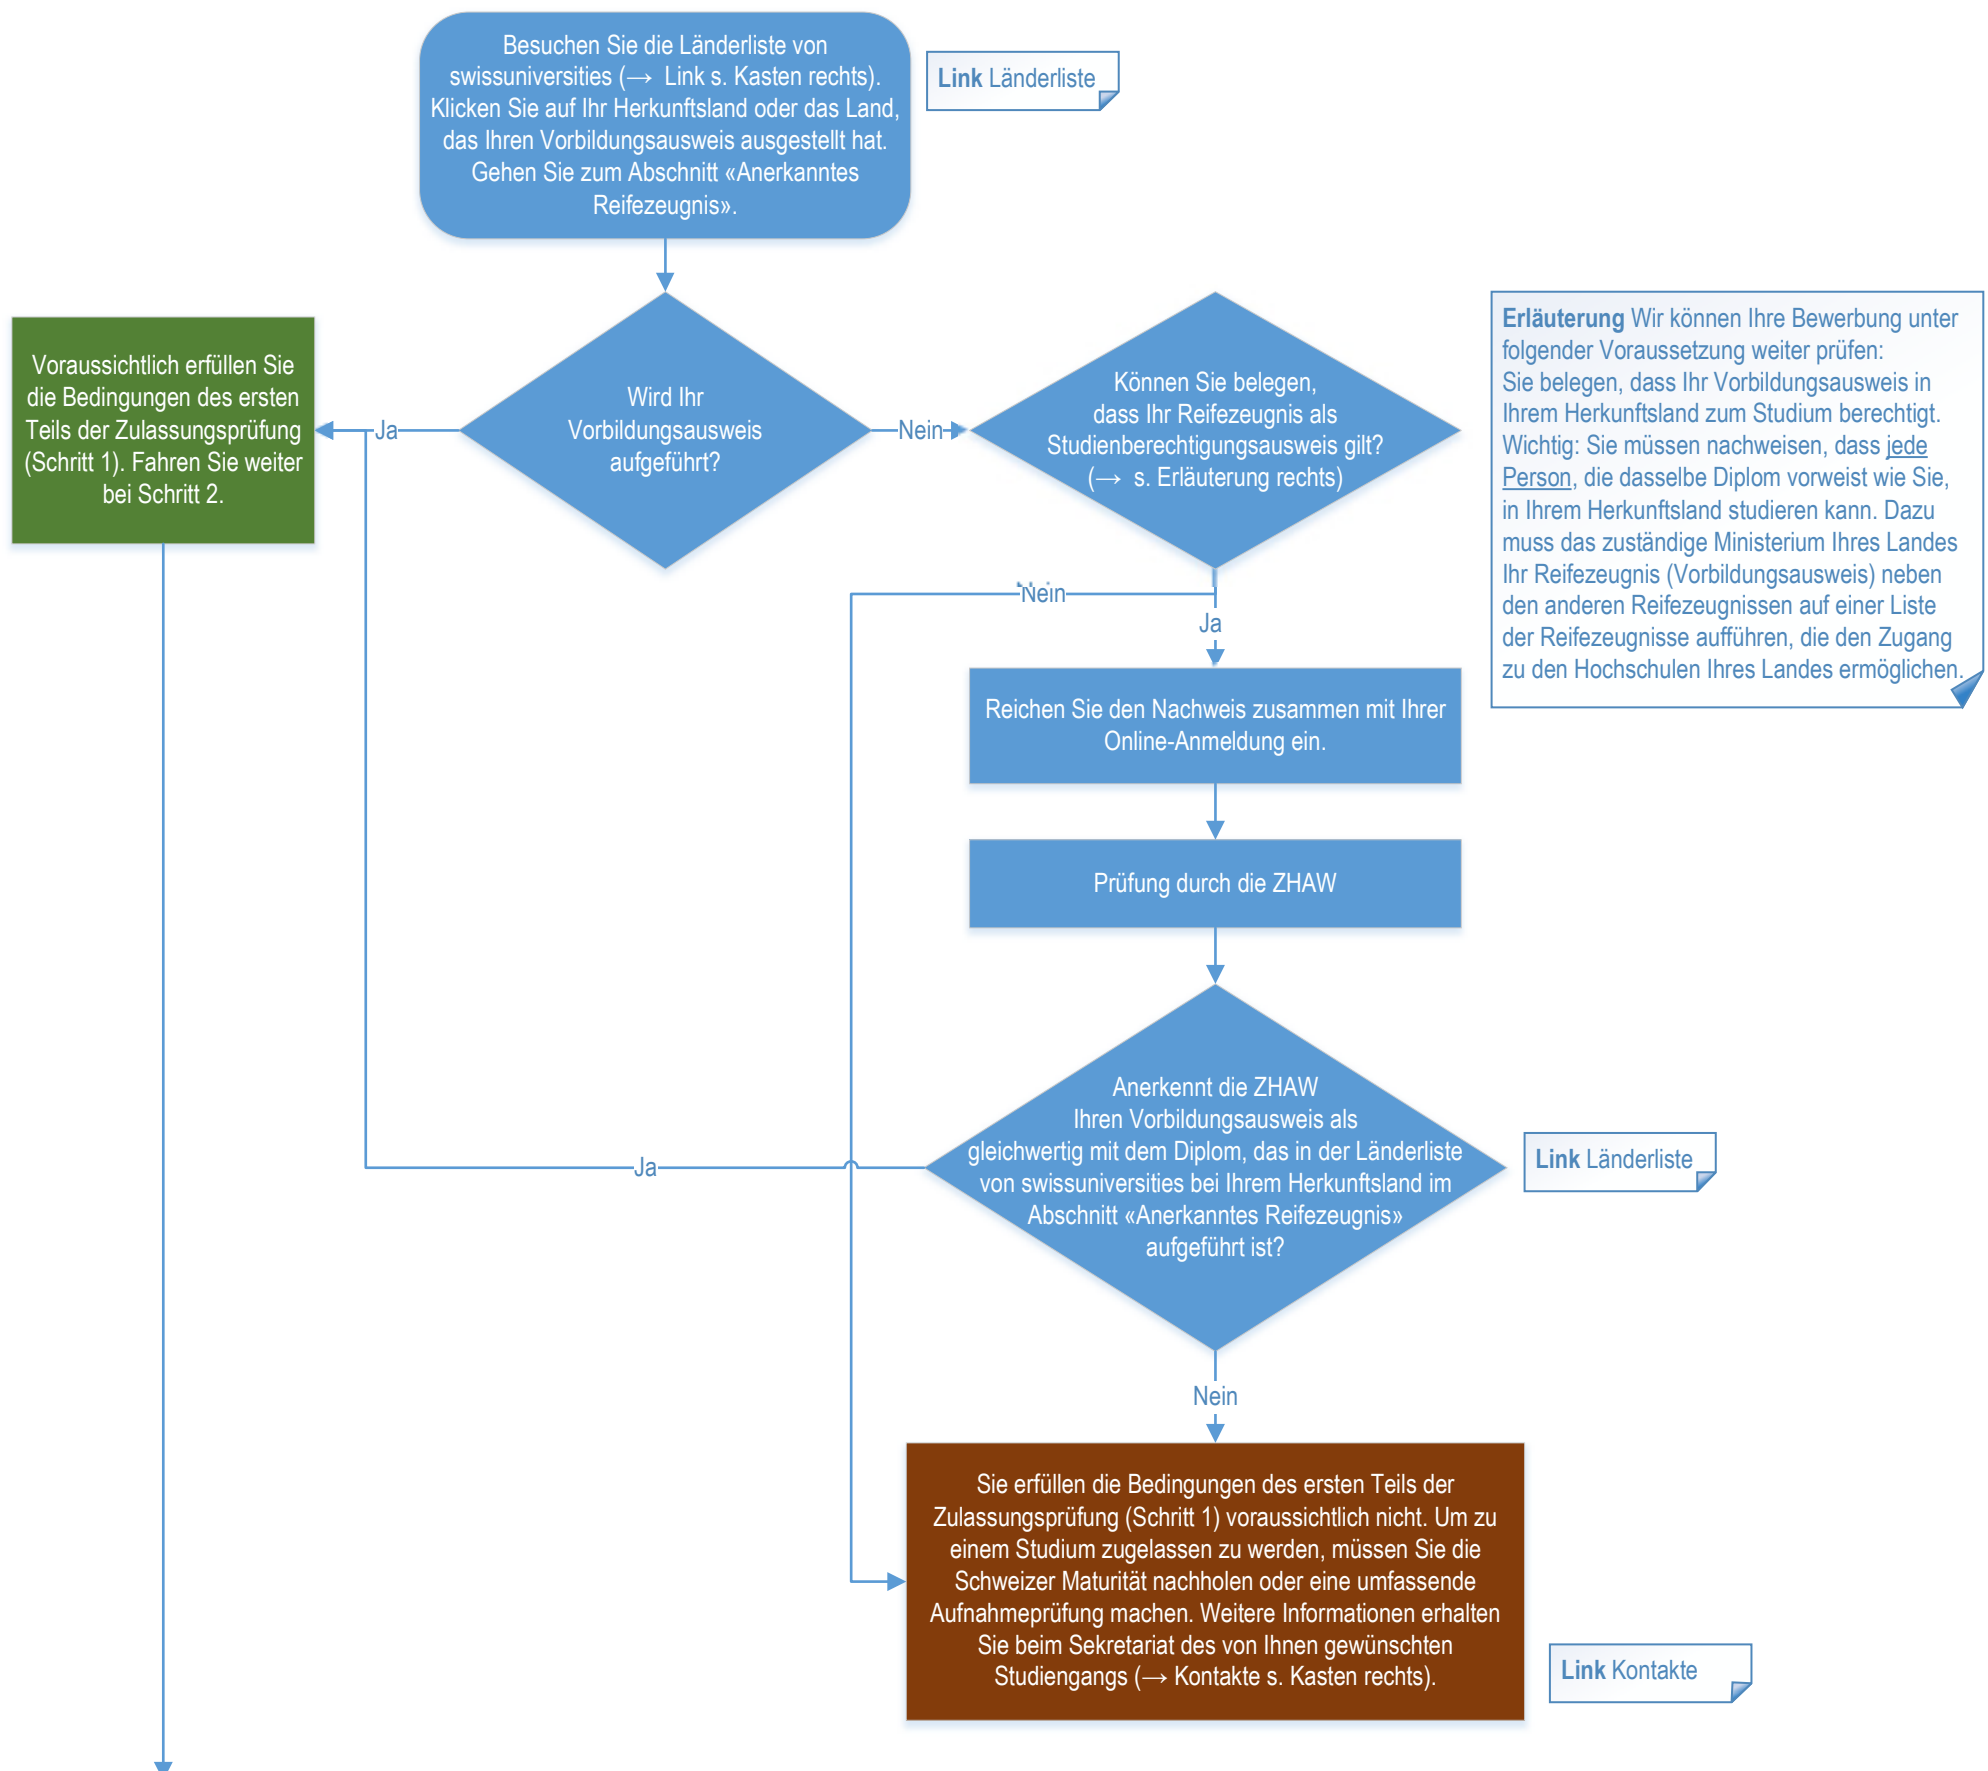 Besuchen Sie die Länderliste von
swissuniversities (→ Link s. Kasten rechts).
Klicken Sie auf Ihr Herkunftsland oder das Land,
das Ihren Vorbildungsausweis ausgestellt hat.
Gehen Sie zum Abschnitt «Anerkanntes
Reifezeugnis».
Link Länderliste
Voraussichtlich erfüllen Sie
die Bedingungen des ersten
Teils der Zulassungsprüfung
(Schritt 1). Fahren Sie weiter
bei Schritt 2.
Ja
Wird Ihr
Vorbildungsausweis
aufgeführt?
Nein
Können Sie belegen,
dass Ihr Reifezeugnis als
Studienberechtigungsausweis gilt?
(→ s. Erläuterung rechts)
Erläuterung Wir können Ihre Bewerbung unter
folgender Voraussetzung weiter prüfen:
Sie belegen, dass Ihr Vorbildungsausweis in
Ihrem Herkunftsland zum Studium berechtigt.
Wichtig: Sie müssen nachweisen, dass jede
Person, die dasselbe Diplom vorweist wie Sie,
in Ihrem Herkunftsland studieren kann. Dazu
muss das zuständige Ministerium Ihres Landes
Ihr Reifezeugnis (Vorbildungsausweis) neben
den anderen Reifezeugnissen auf einer Liste
der Reifezeugnisse aufführen, die den Zugang
zu den Hochschulen Ihres Landes ermöglichen.
Nein
Ja
Reichen Sie den Nachweis zusammen mit Ihrer
Online-Anmeldung ein.
Prüfung durch die ZHAW
Anerkennt die ZHAW
Ihren Vorbildungsausweis als
gleichwertig mit dem Diplom, das in der Länderliste
von swissuniversities bei Ihrem Herkunftsland im
Abschnitt «Anerkanntes Reifezeugnis»
aufgeführt ist?
Ja
Link Länderliste
Nein
Sie erfüllen die Bedingungen des ersten Teils der
Zulassungsprüfung (Schritt 1) voraussichtlich nicht. Um zu
einem Studium zugelassen zu werden, müssen Sie die
Schweizer Maturität nachholen oder eine umfassende
Aufnahmeprüfung machen. Weitere Informationen erhalten
Sie beim Sekretariat des von Ihnen gewünschten
Studiengangs (→ Kontakte s. Kasten rechts).
Link Kontakte